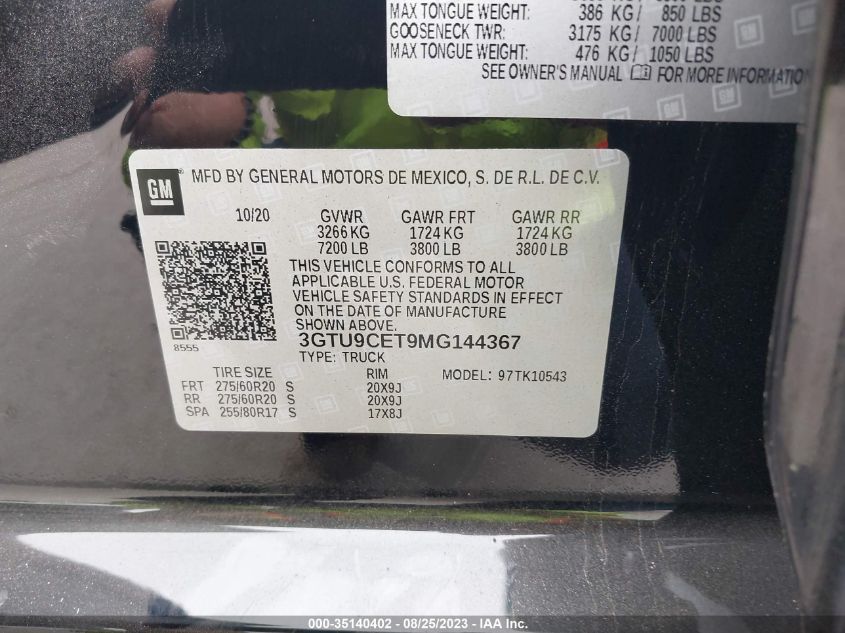 MAX TONGUE WEIGHT: 386 KG / 850 LBS
GOOSENECK TWR: 3175 KG / 7000 LBS
MAX TONGUE WEIGHT: 476 KG / 1050 LBS
SEE OWNER'S MANUAL FOR MORE INFORMATION
GM ® MFD BY GENERAL MOTORS DE MEXICO, S. DE R.L. DE C.V.
10/20 GVWR GAWR FRT GAWR RR
3266 KG 1724 KG 1724 KG
7200 LB 3800 LB 3800 LB
THIS VEHICLE CONFORMS TO ALL
APPLICABLE U.S. FEDERAL MOTOR
VEHICLE SAFETY STANDARDS IN EFFECT
ON THE DATE OF MANUFACTURE
SHOWN ABOVE.
8555
3GTU9CET9MG144367
TYPE: TRUCK
TIRE SIZE RIM MODEL: 97TK10543
FRT 275/60R20 S 20X9J
RR 275/60R20 S 20X9J
SPA 255/80R17 S 17X8J
000-35140402 - 08/25/2023 - IAA Inc.